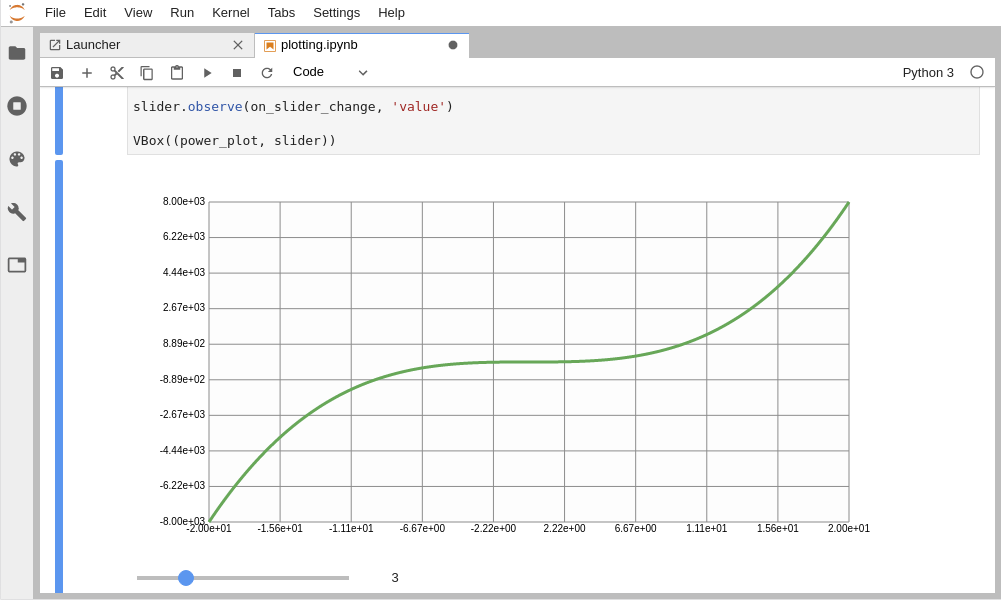 File Edit View Run Kernel Tabs Settings Help
Launcher plotting.ipynb
Code Python 3
slider.observe(on_slider_change, 'value')
VBox((power_plot, slider))
8.00e+03
6.22e+03
4.44e+03
2.67e+03
8.89e+02
-8.89e+02
-2.67e+03
-4.44e+03
-6.22e+03
-8.00e+03
-2.00e+01 -1.56e+01 -1.11e+01 -6.67e+00 -2.22e+00 2.22e+00 6.67e+00 1.11e+01 1.56e+01 2.00e+01
3